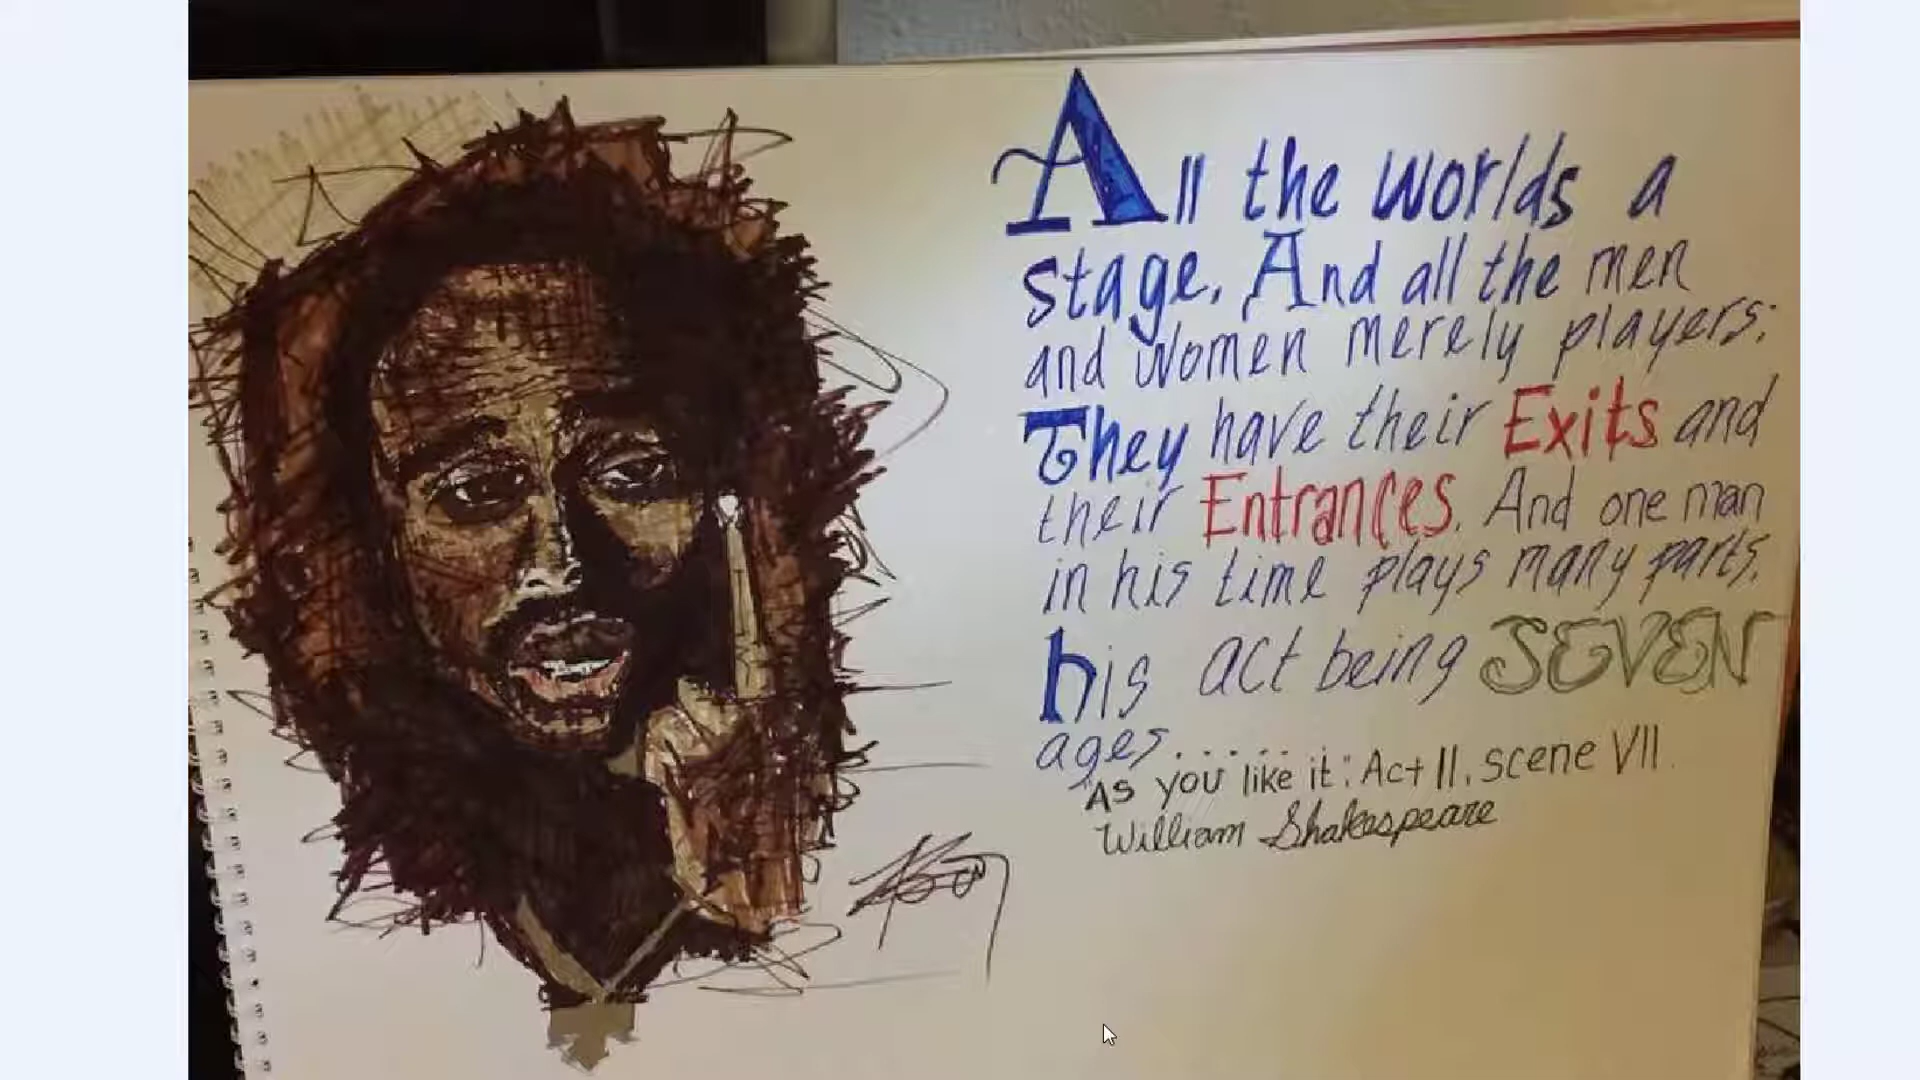 All the worlds a
stage. And all the men
and women merely players;
They have their Exits and
their Entrances. And one man
in his time plays many parts.
his act being SEVEN
ages......
As you like it: Act II. scene VII.
William Shakespeare